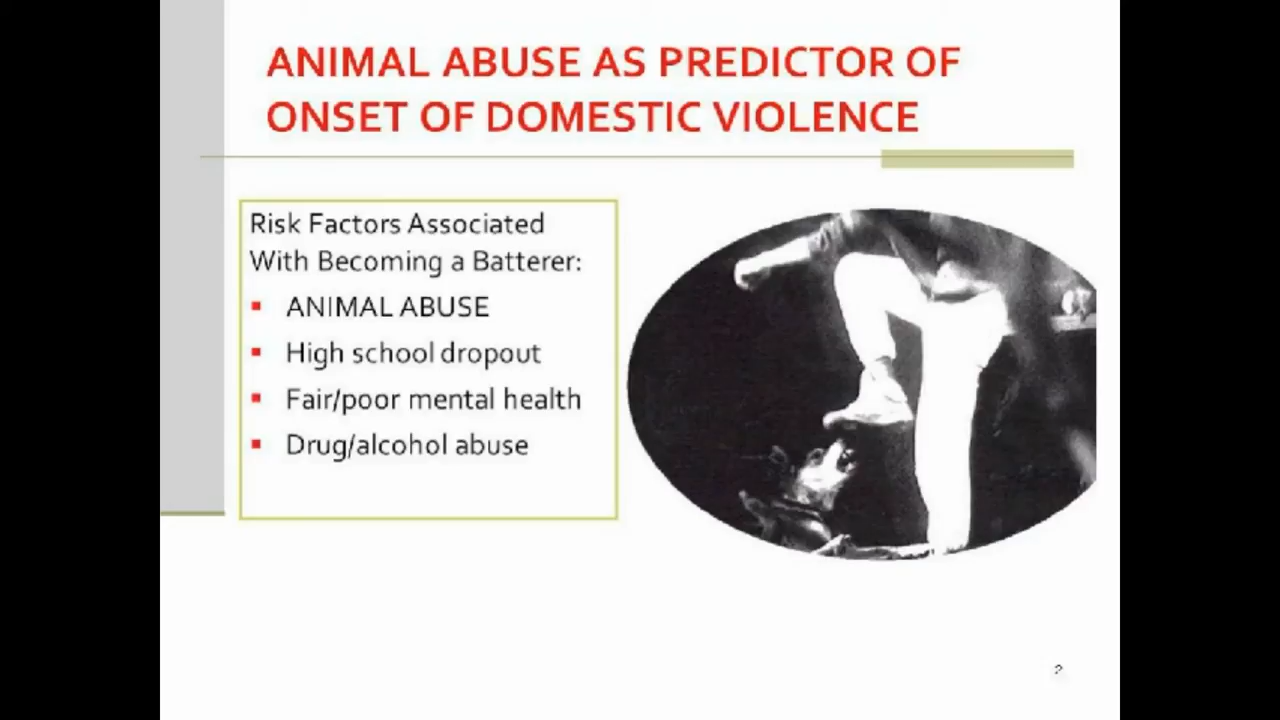 ANIMAL ABUSE AS PREDICTOR OF
ONSET OF DOMESTIC VIOLENCE
Risk Factors Associated
With Becoming a Batterer:
ANIMAL ABUSE
High school dropout
Fair/poor mental health
Drug/alcohol abuse
2